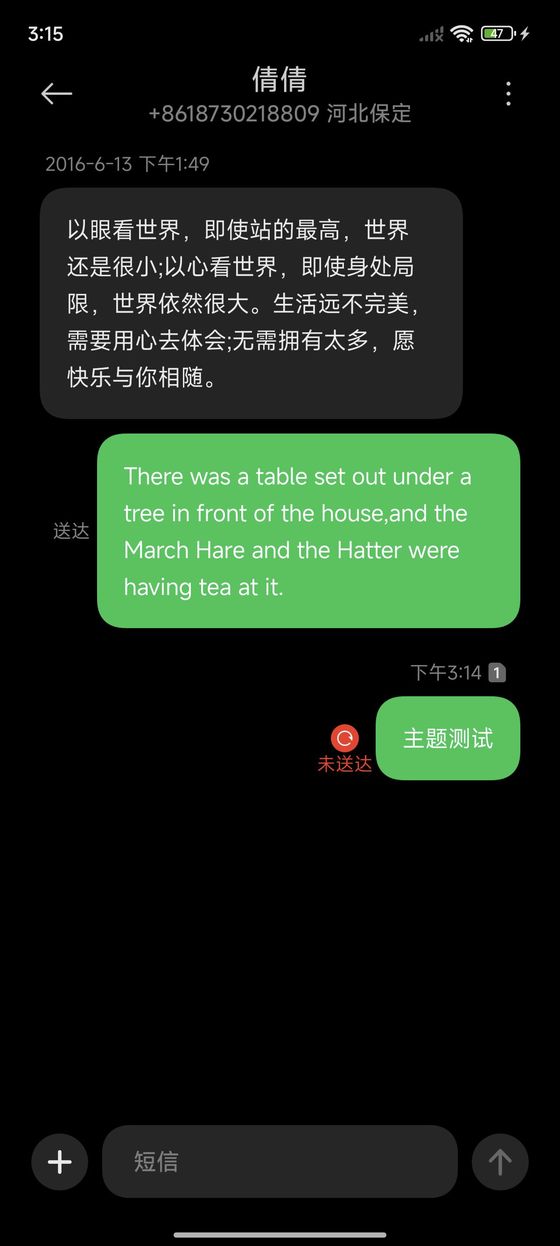 3:15
47
倩倩
+8618730218809 河北保定
2016-6-13 下午1:49
以眼看世界，即使站的最高，世界
还是很小;以心看世界，即使身处局
限，世界依然很大。生活远不完美，
需要用心去体会;无需拥有太多，愿
快乐与你相随。
There was a table set out under a
tree in front of the house,and the
March Hare and the Hatter were
having tea at it.
送达
下午3:14 1
主题测试
未送达
短信